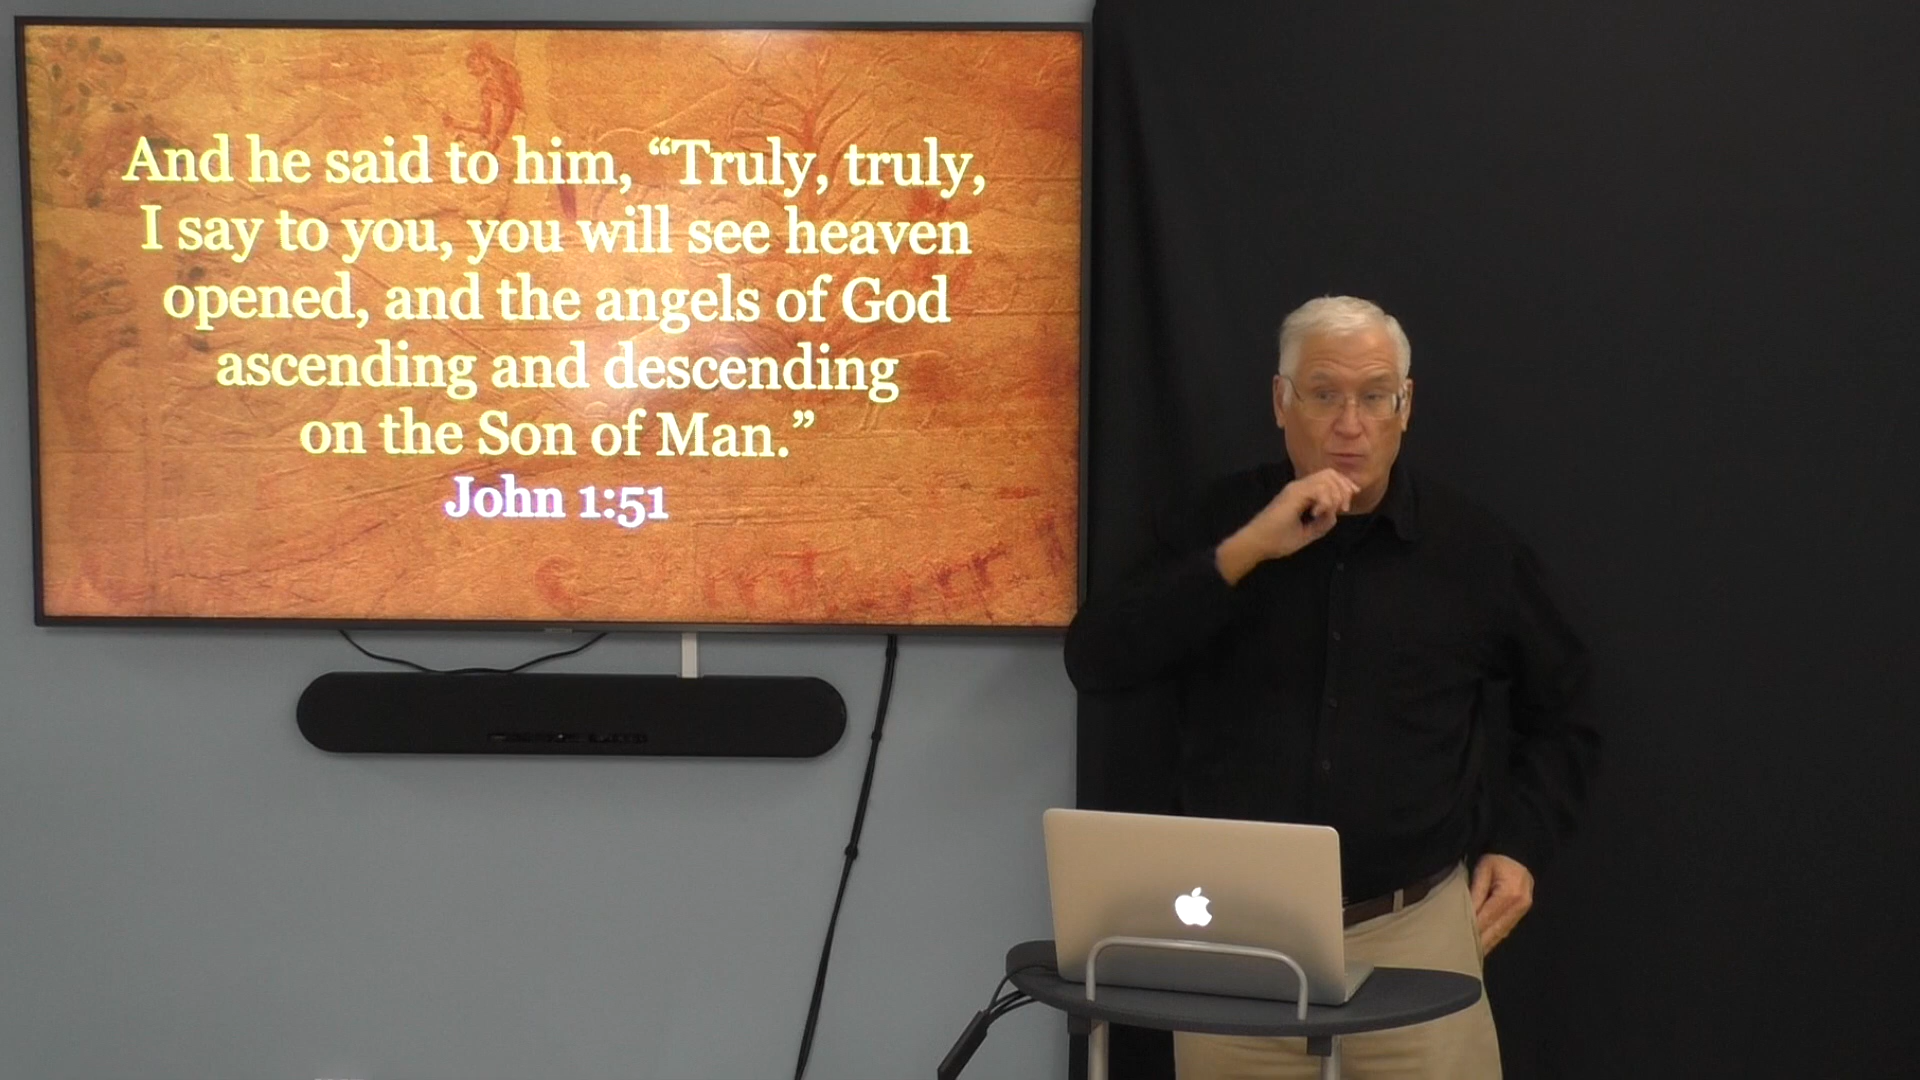 And he said to him, “Truly, truly,
I say to you, you will see heaven
opened, and the angels of God
ascending and descending
on the Son of Man.”
John 1:51